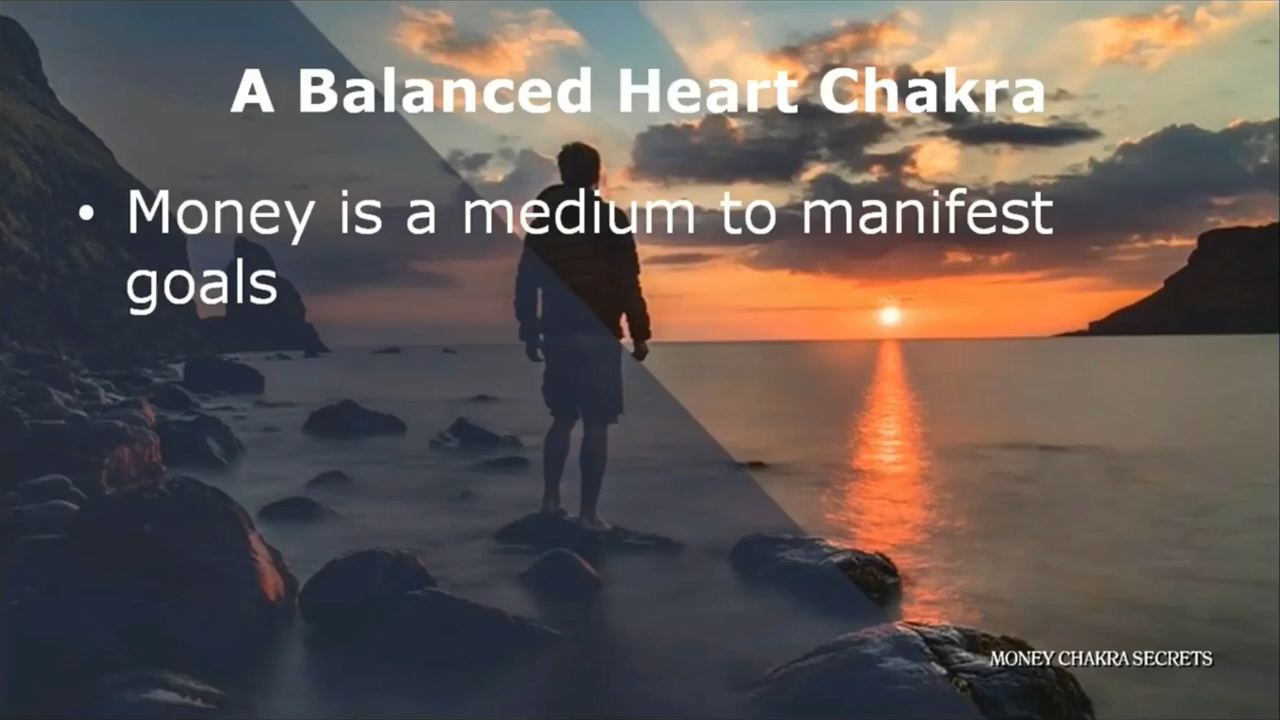 A Balanced Heart Chakra
• Money is a medium to manifest
goals
MONEY CHAKRA SECRETS